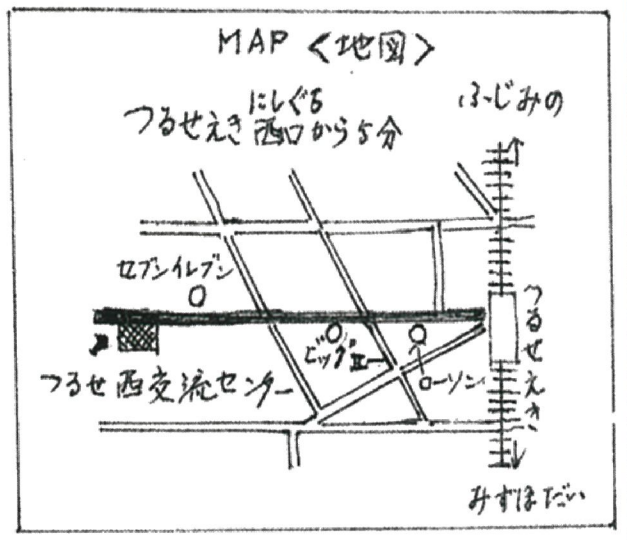 MAP <地図>
ふじみの
にしぐち
つるせえき 西口から5分
セブンイレブン
つるせえき
ビッグエー
ローソン
つるせ西交流センター
みずほだい